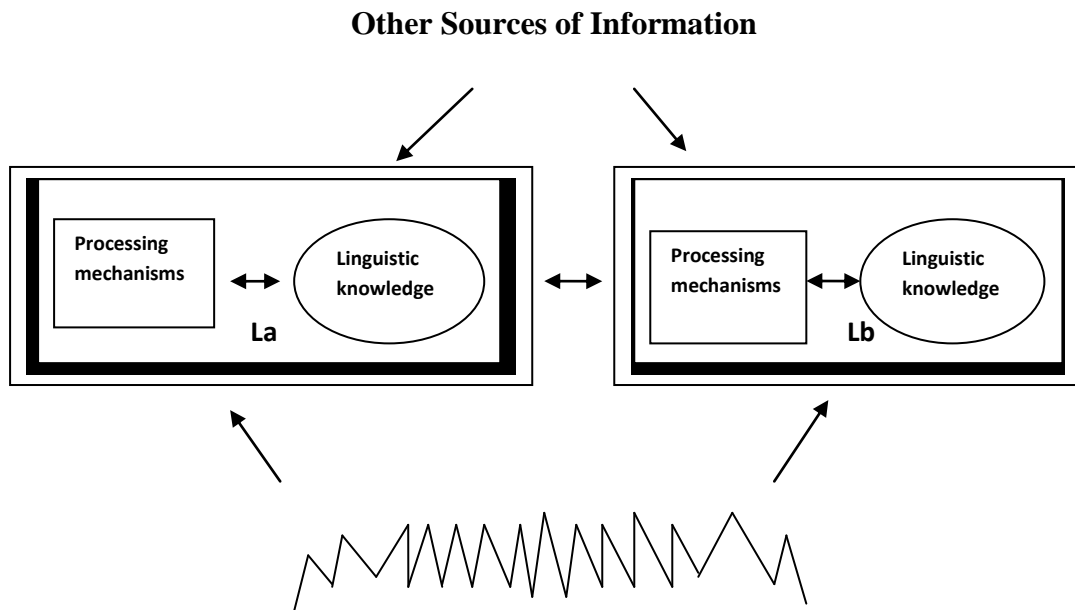 Other Sources of Information
Processing
mechanisms
Linguistic
knowledge
La
Processing
mechanisms
Linguistic
knowledge
Lb